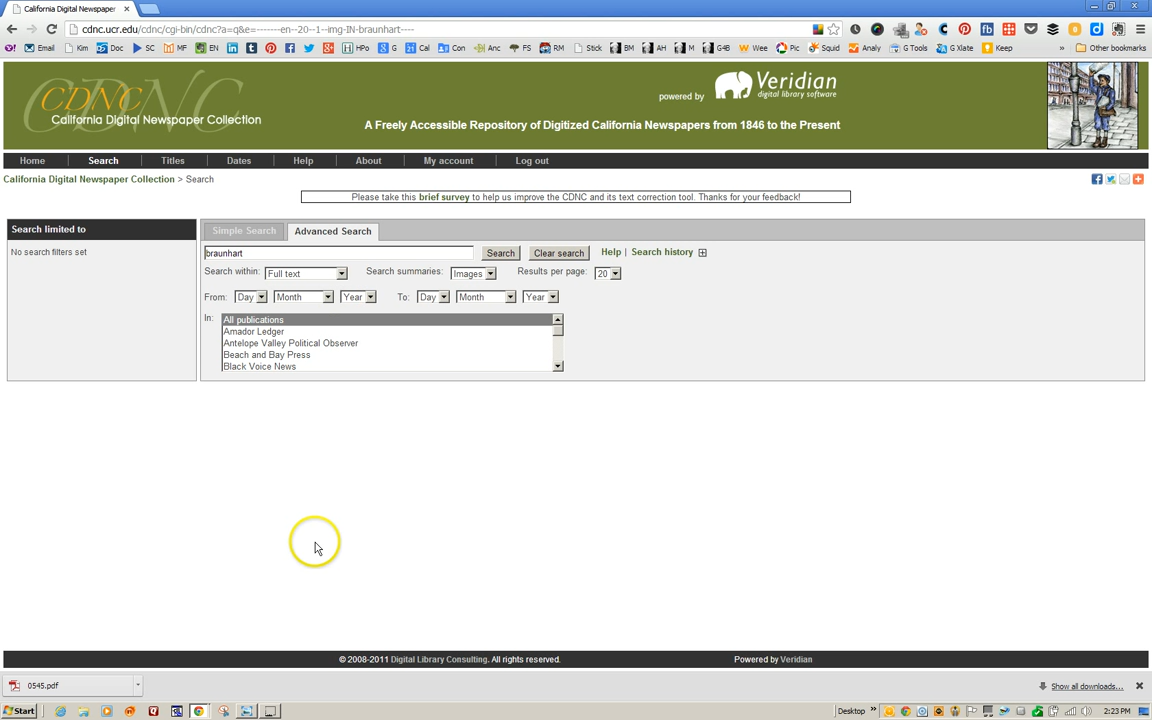 California Digital Newspaper
cdnc.ucr.edu/cdnc/cgi-bin/cdnc?a=q&e=-------en--20--1--img-IN-braunhart----
Email Kim Doc SC MF EN HPo G Cal Con Anc FS RM Stick BM AH M G4B Wee Pic Squid Analy G Tools G Xlate Keep » Other bookmarks
CDNC
California Digital Newspaper Collection
powered by Veridian
digital library software
A Freely Accessible Repository of Digitized California Newspapers from 1846 to the Present
Home Search Titles Dates Help About My account Log out
California Digital Newspaper Collection > Search
Please take this brief survey to help us improve the CDNC and its text correction tool. Thanks for your feedback!
Search limited to
No search filters set
Simple Search Advanced Search
braunhart Search Clear search Help | Search history
Search within: Full text Search summaries: Images Results per page: 20
From: Day Month Year To: Day Month Year
In: All publications
Amador Ledger
Antelope Valley Political Observer
Beach and Bay Press
Black Voice News
© 2008-2011 Digital Library Consulting. All rights reserved. Powered by Veridian
0545.pdf Show all downloads...
Start Desktop » 2:23 PM